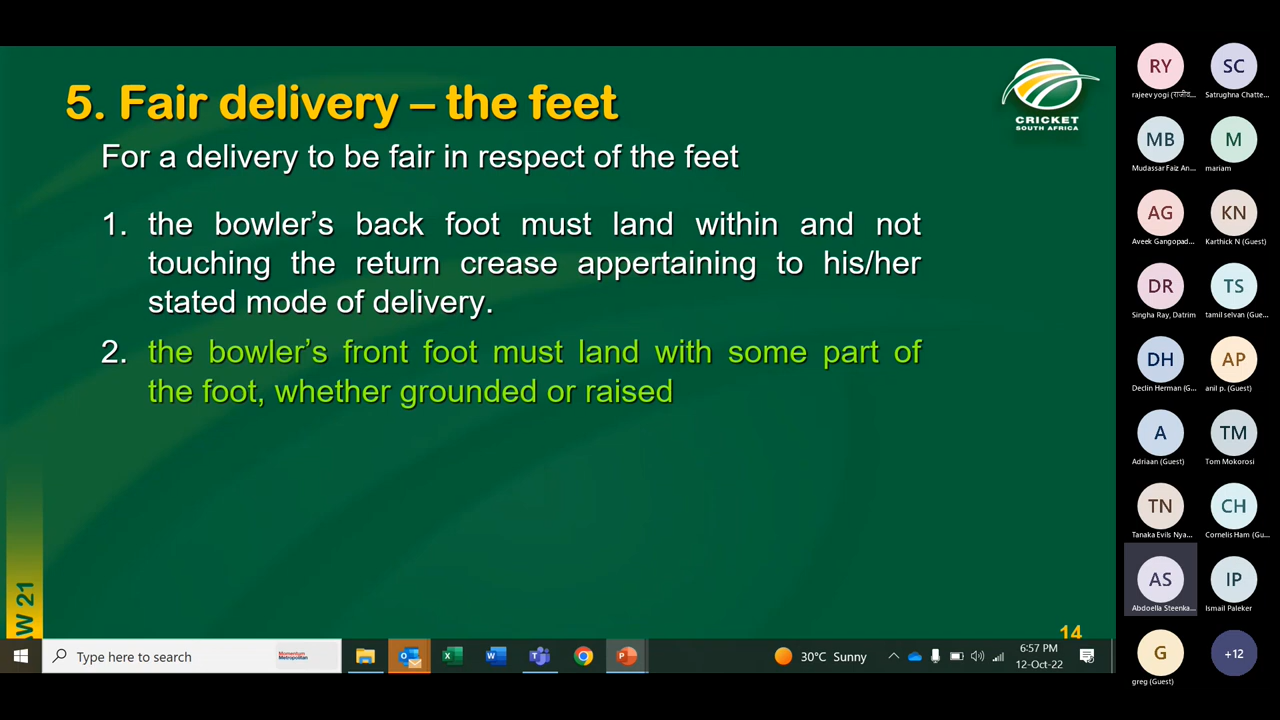 5. Fair delivery – the feet
CRICKET
SOUTH AFRICA
For a delivery to be fair in respect of the feet
1. the bowler's back foot must land within and not
touching the return crease appertaining to his/her
stated mode of delivery.
2. the bowler's front foot must land with some part of
the foot, whether grounded or raised
21
14
Type here to search
Momentum
Metropolitan
30°C Sunny
6:57 PM
12-Oct-22
RY
SC
rajeev yogi (राजीव...
Satrughna Chatte...
MB
M
Mudassar Faiz An...
mariam
AG
KN
Aveek Gangopad...
Karthick N (Guest)
DR
TS
Singha Ray, Datrim
tamil selvan (Gue...
DH
AP
Declin Herman (G...
anil p. (Guest)
A
TM
Adriaan (Guest)
Tom Mokorosi
TN
CH
Tanaka Evils Nya...
Cornelis Ham (Gu...
AS
IP
Abdoella Steenka...
Ismail Paleker
G
+12
greg (Guest)